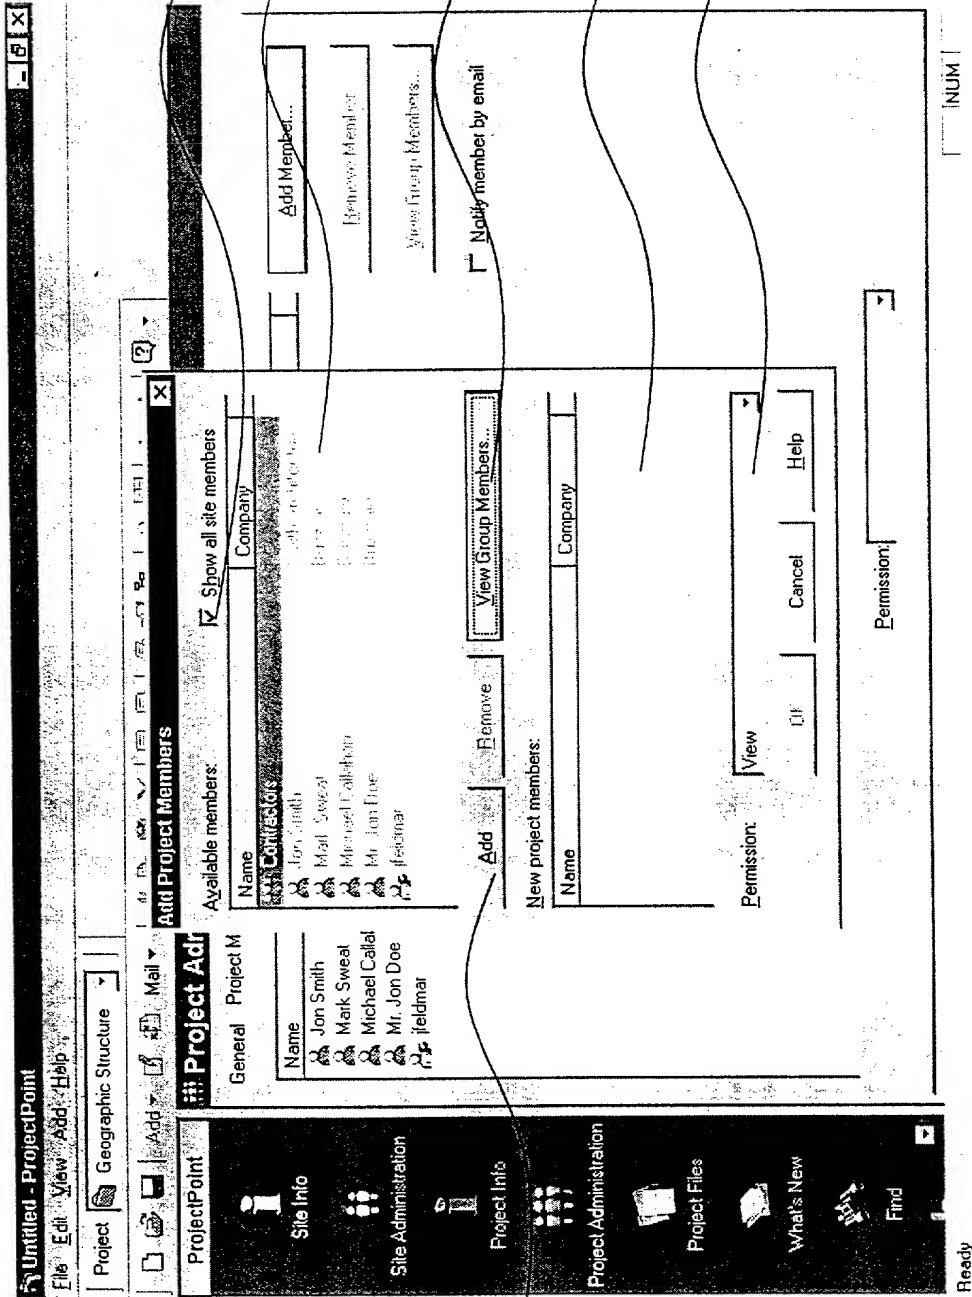 Untitled - ProjectPoint
File Edit View Add Help
Project Geographic Structure
Add Mail
ProjectPoint
Site Info
Site Administration
Project Info
Project Administration
Project Files
What's New
Find
Project Adr
General Project M
Name
Jon Smith
Mark Sweat
Michael Callal
Mr. Jon Doe
jfeldmar
Add Member...
Remove Member
View Group Members...
Notify member by email
Permission:
Add Project Members
Available members:
Show all site members
Name Company
Contractors
Jon Smith
Mark Sweat
Michael Callahan
Mr. Jon Doe
jfeldmar
Add Remove View Group Members...
New project members:
Name Company
Permission: View
OK Cancel Help
Ready
NUM